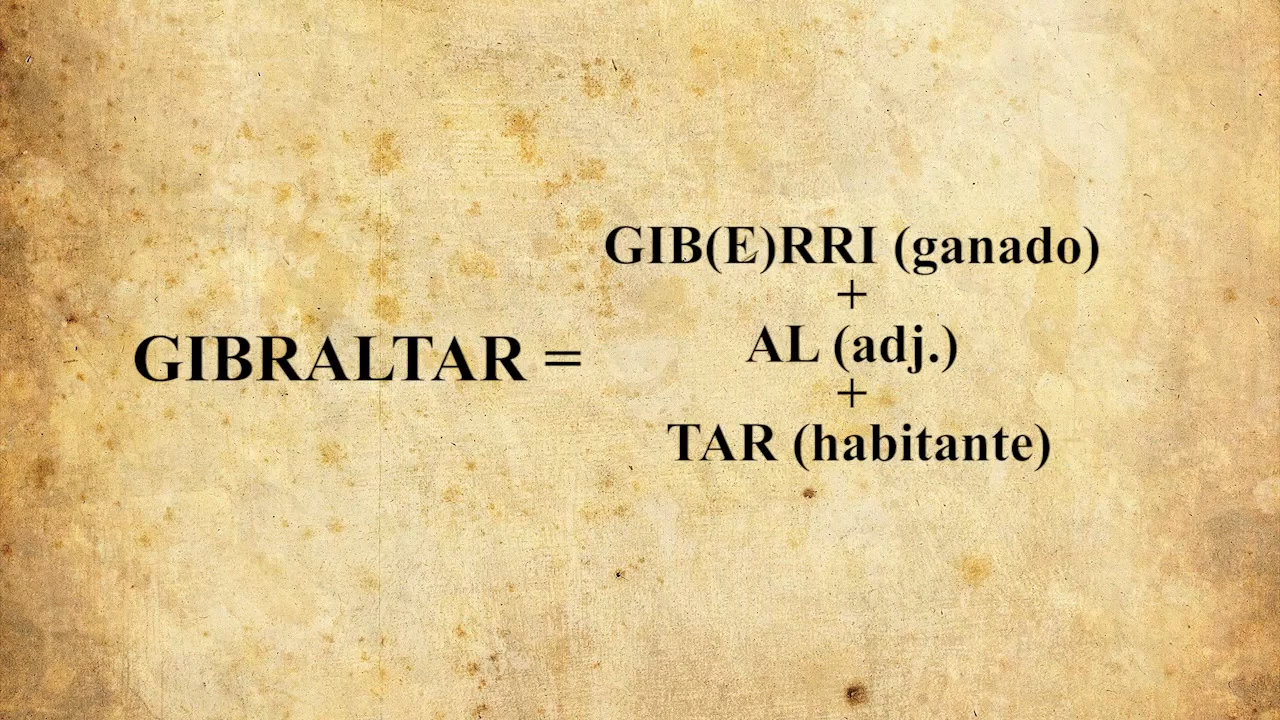 GIBRALTAR =
GIB(E)RRI (ganado)
+
AL (adj.)
+
TAR (habitante)